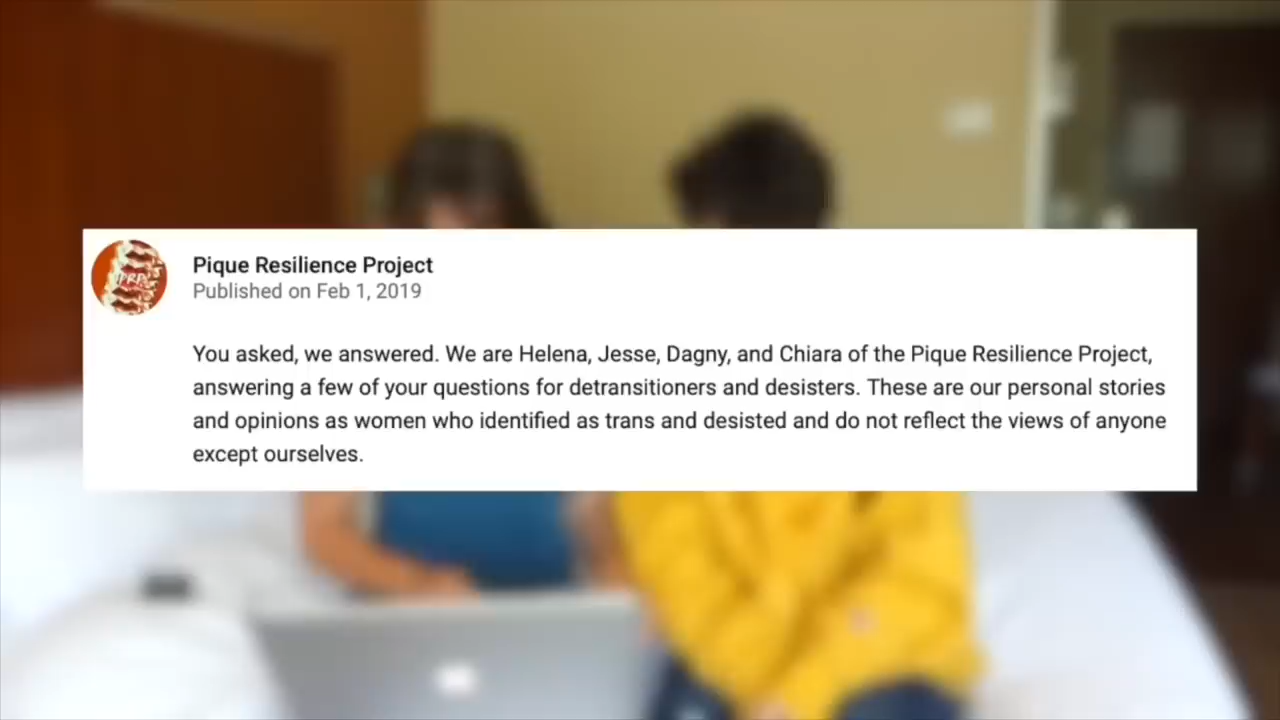 PRP
Pique Resilience Project
Published on Feb 1, 2019
You asked, we answered. We are Helena, Jesse, Dagny, and Chiara of the Pique Resilience Project,
answering a few of your questions for detransitioners and desisters. These are our personal stories
and opinions as women who identified as trans and desisted and do not reflect the views of anyone
except ourselves.